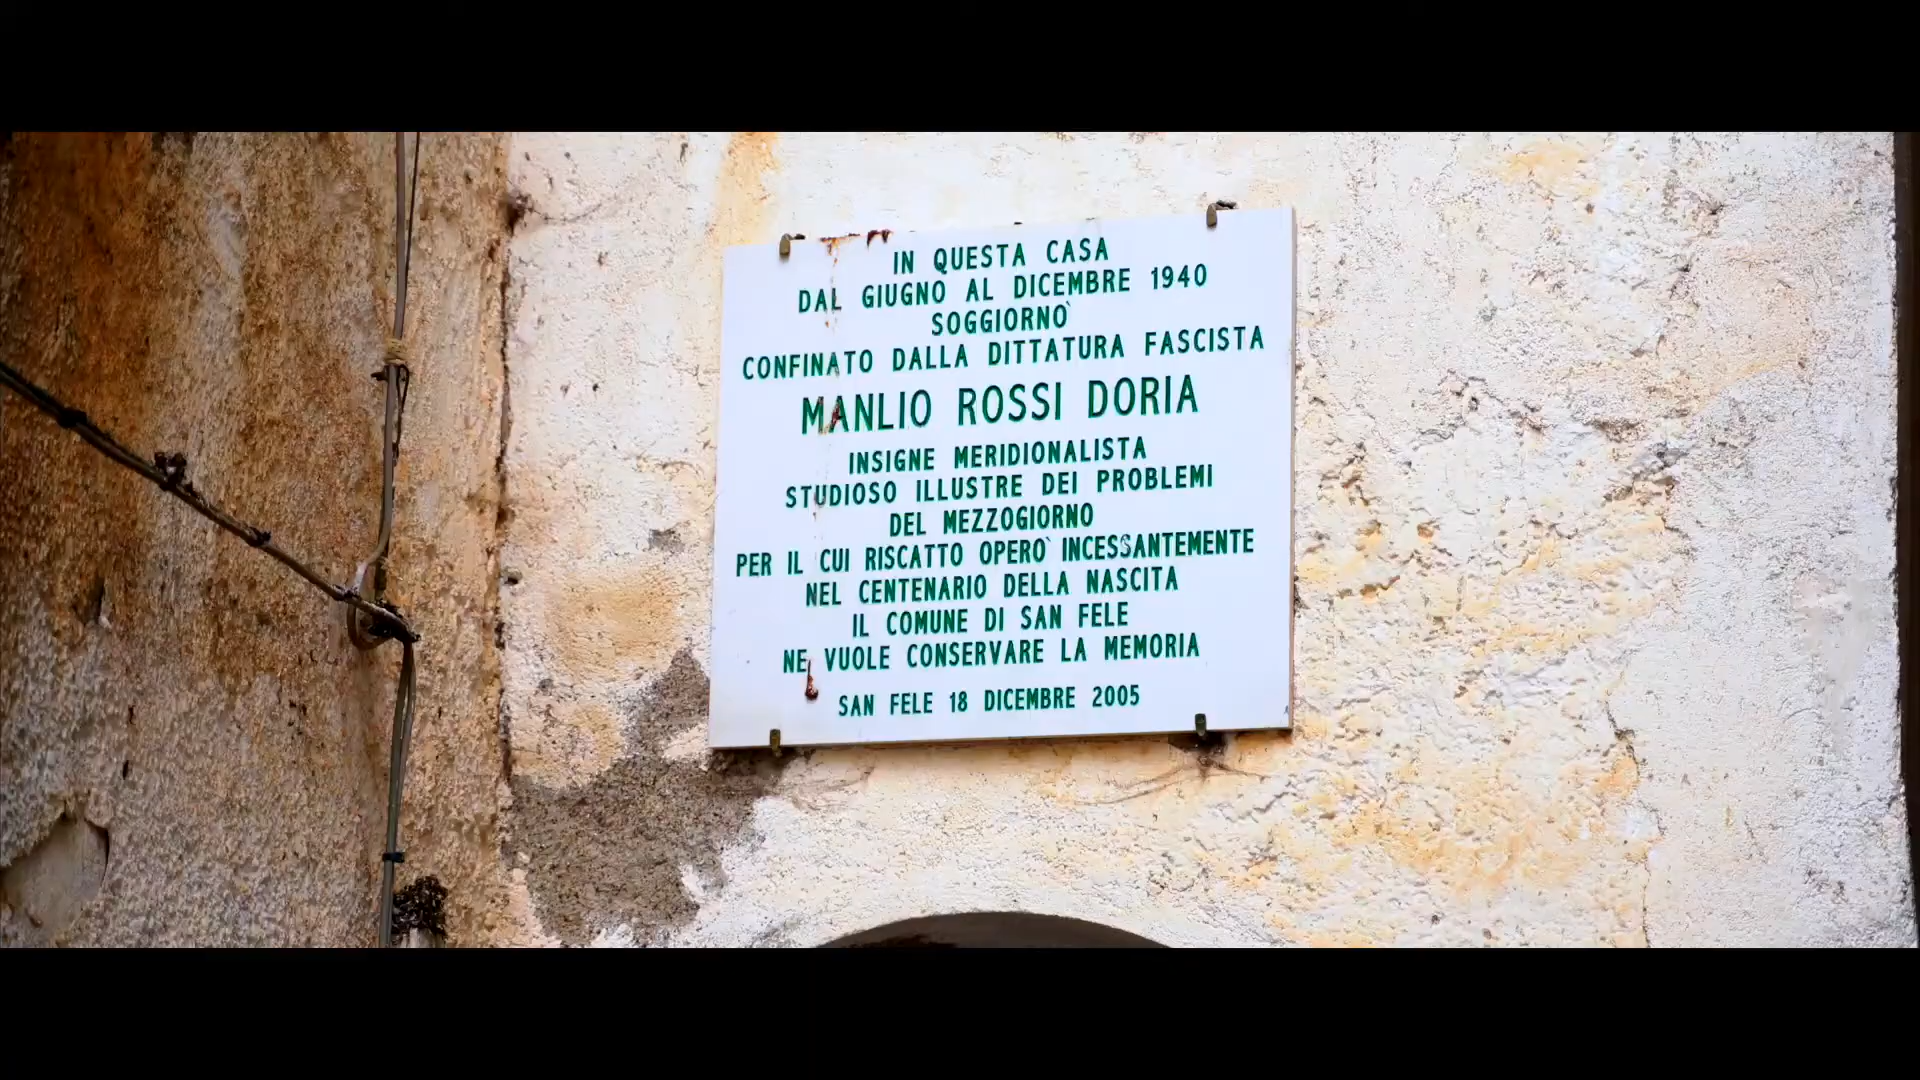 IN QUESTA CASA
DAL GIUGNO AL DICEMBRE 1940
SOGGIORNO`
CONFINATO DALLA DITTATURA FASCISTA
MANLIO ROSSI DORIA
INSIGNE MERIDIONALISTA
STUDIOSO ILLUSTRE DEI PROBLEMI
DEL MEZZOGIORNO
PER IL CUI RISCATTO OPERO` INCESSANTEMENTE
NEL CENTENARIO DELLA NASCITA
IL COMUNE DI SAN FELE
NE VUOLE CONSERVARE LA MEMORIA
SAN FELE 18 DICEMBRE 2005